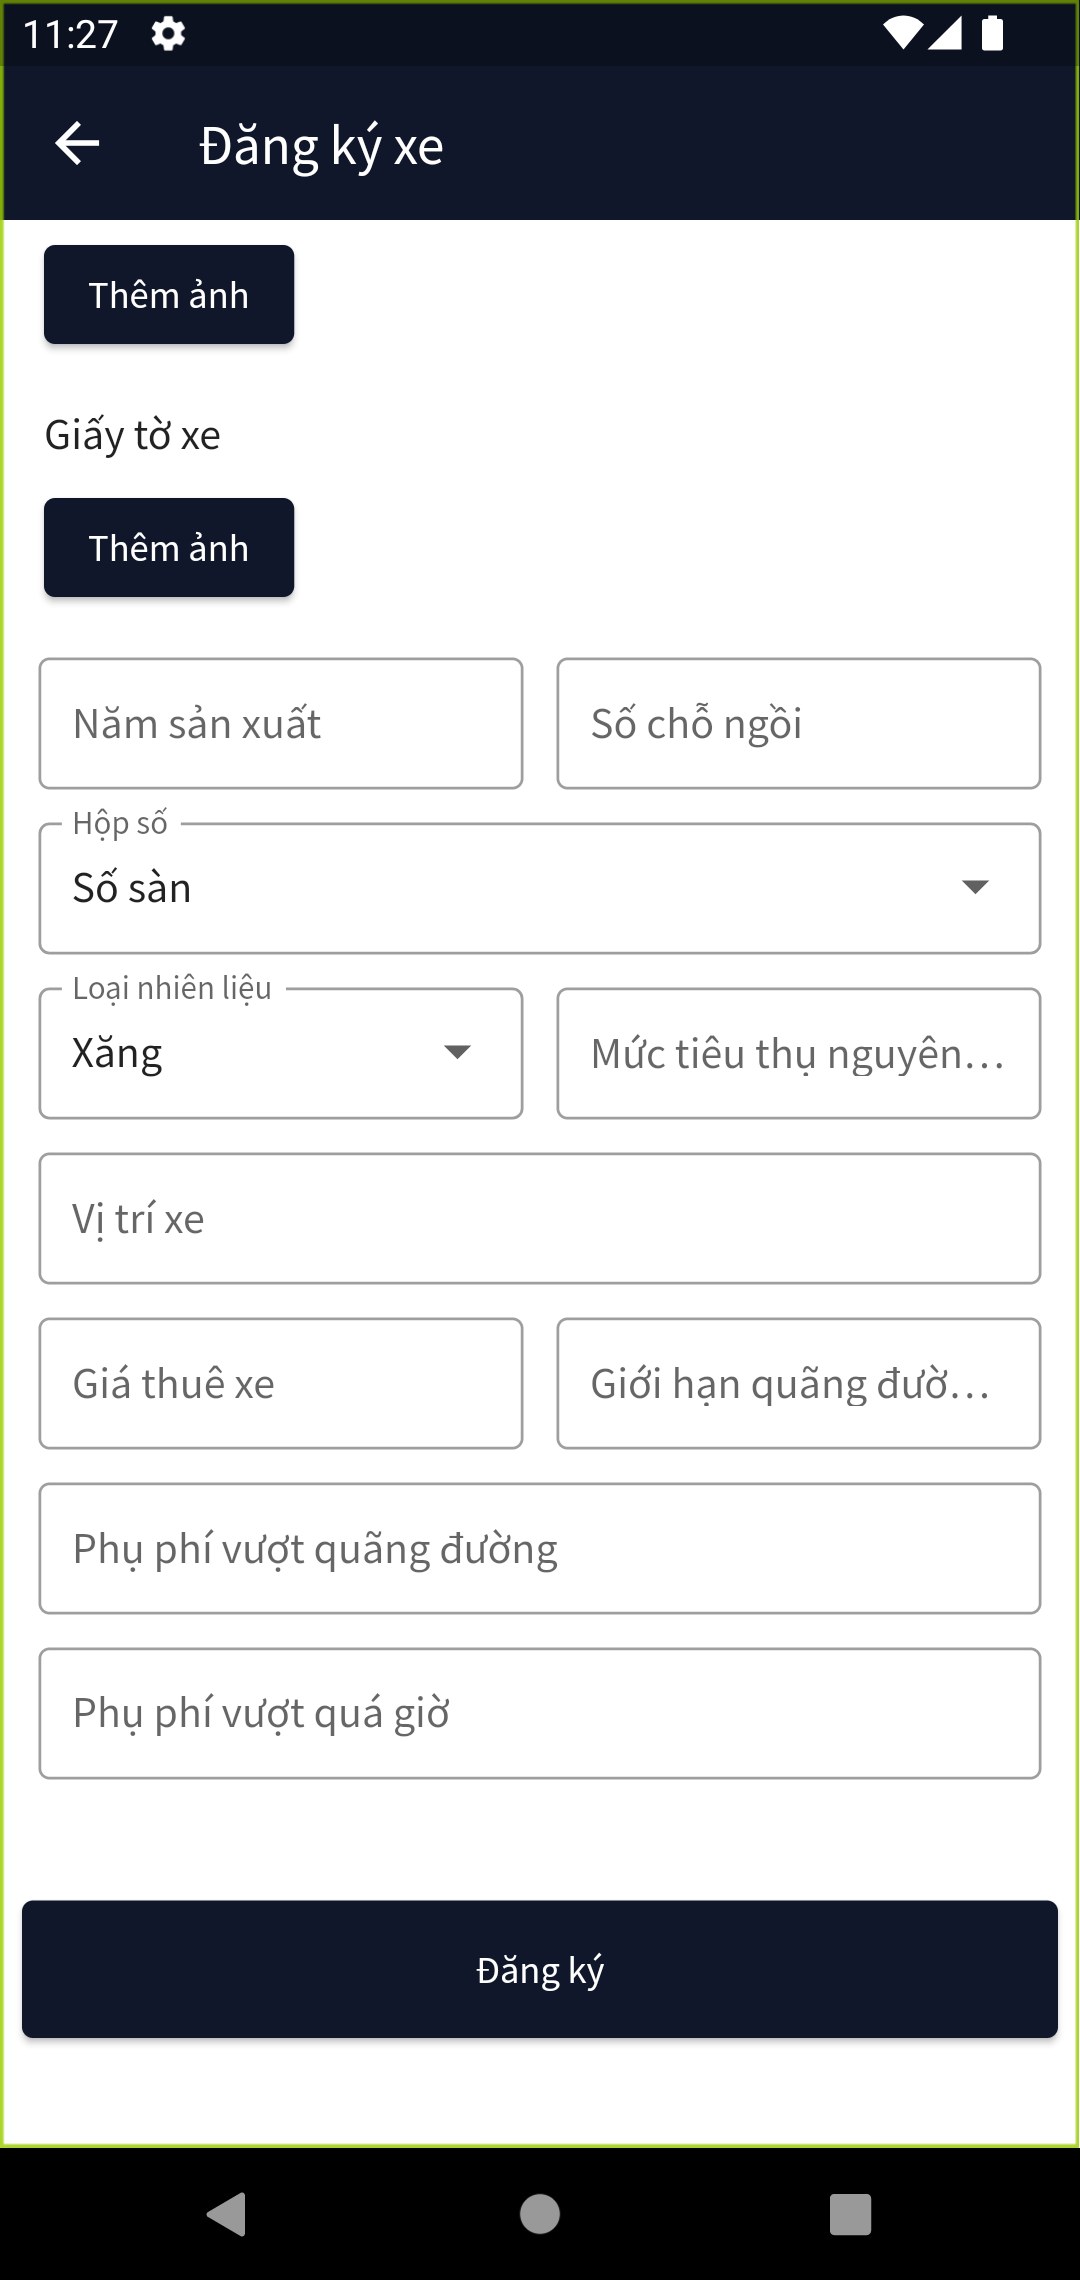 11:27
Đăng ký xe
Thêm ảnh
Giấy tờ xe
Thêm ảnh
Năm sản xuất
Số chỗ ngồi
Hộp số
Số sàn
Loại nhiên liệu
Xăng
Mức tiêu thụ nguyên...
Vị trí xe
Giá thuê xe
Giới hạn quãng đườ...
Phụ phí vượt quãng đường
Phụ phí vượt quá giờ
Đăng ký